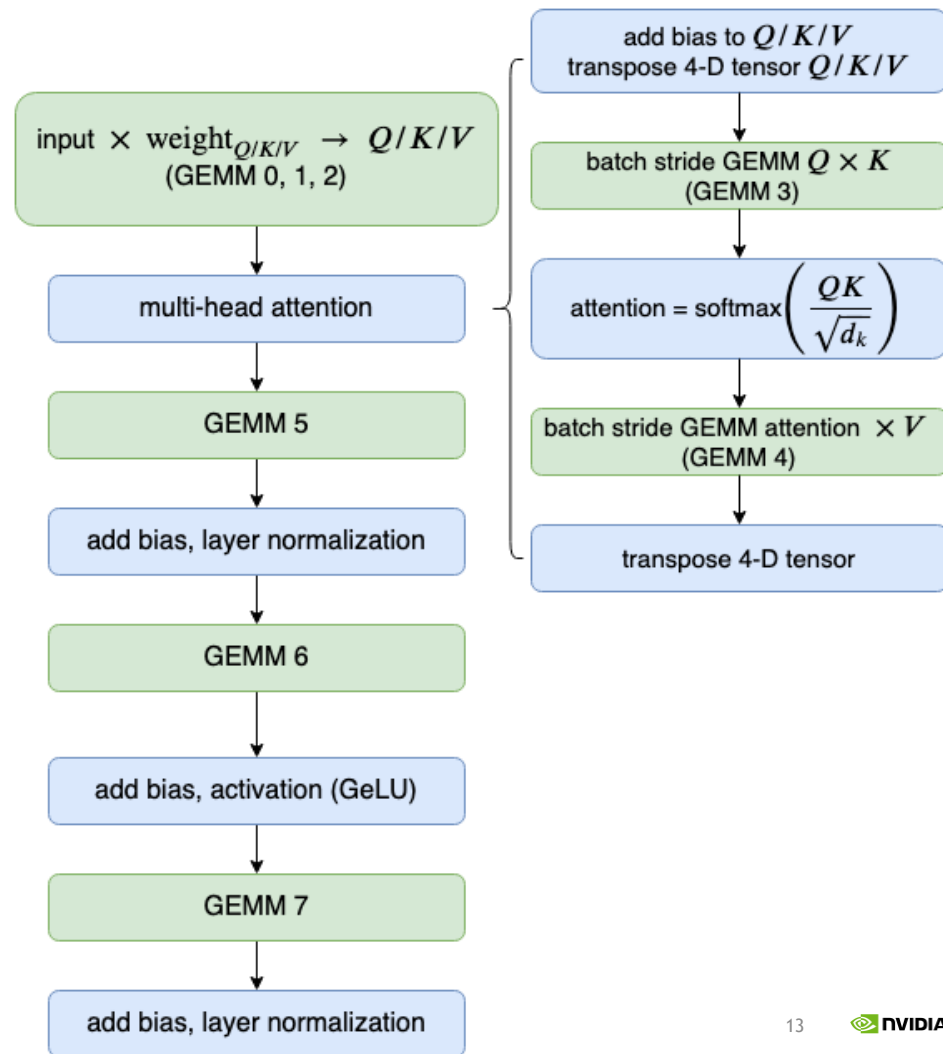 input × weight_{Q/K/V} → Q/K/V
(GEMM 0, 1, 2)
multi-head attention
GEMM 5
add bias, layer normalization
GEMM 6
add bias, activation (GeLU)
GEMM 7
add bias, layer normalization
add bias to Q/K/V
transpose 4-D tensor Q/K/V
batch stride GEMM Q × K
(GEMM 3)
attention = softmax(QK / √d_k)
batch stride GEMM attention × V
(GEMM 4)
transpose 4-D tensor
13
NVIDIA